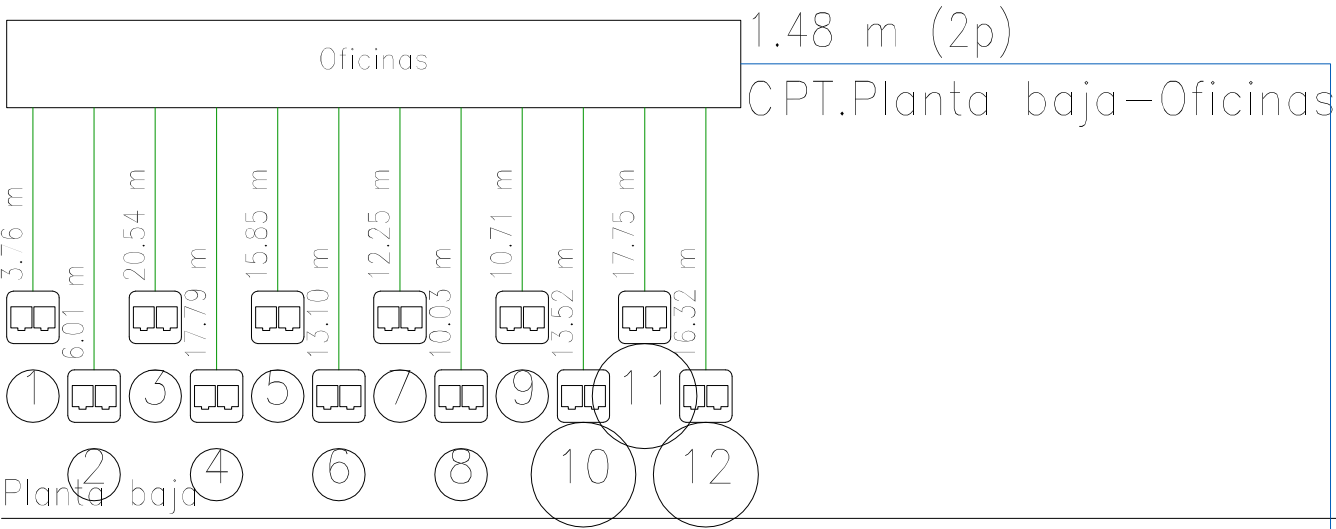 1.48 m (2p)
Oficinas
CPT.Planta baja-Oficinas
3.76 m
6.01 m
20.54 m
17.79 m
15.85 m
13.10 m
12.25 m
10.03 m
10.71 m
13.52 m
17.75 m
16.32 m
1
3
5
7
9
11
2
4
6
8
10
12
Planta baja